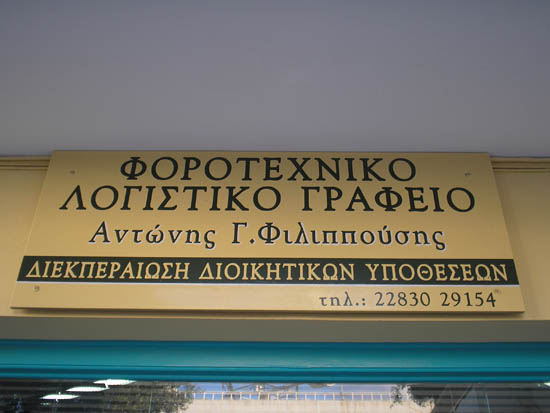 ΦΟΡΟΤΕΧΝΙΚΟ
ΛΟΓΙΣΤΙΚΟ ΓΡΑΦΕΙΟ
Αντώνης Γ.Φιλιππούσης
ΔΙΕΚΠΕΡΑΙΩΣΗ ΔΙΟΙΚΗΤΙΚΩΝ ΥΠΟΘΕΣΕΩΝ
τηλ.: 22830 29154